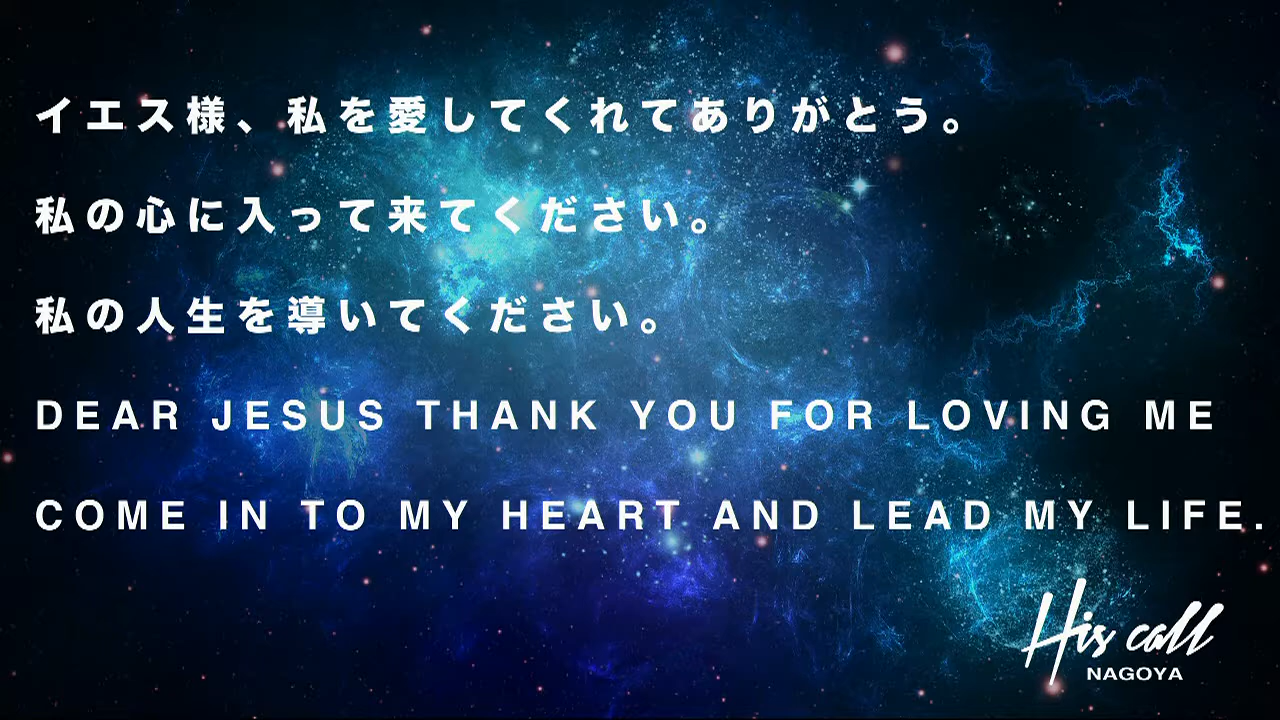 イエス様、私を愛してくれてありがとう。
私の心に入って来てください。
私の人生を導いてください。
DEAR JESUS THANK YOU FOR LOVING ME
COME IN TO MY HEART AND LEAD MY LIFE.
His call
NAGOYA